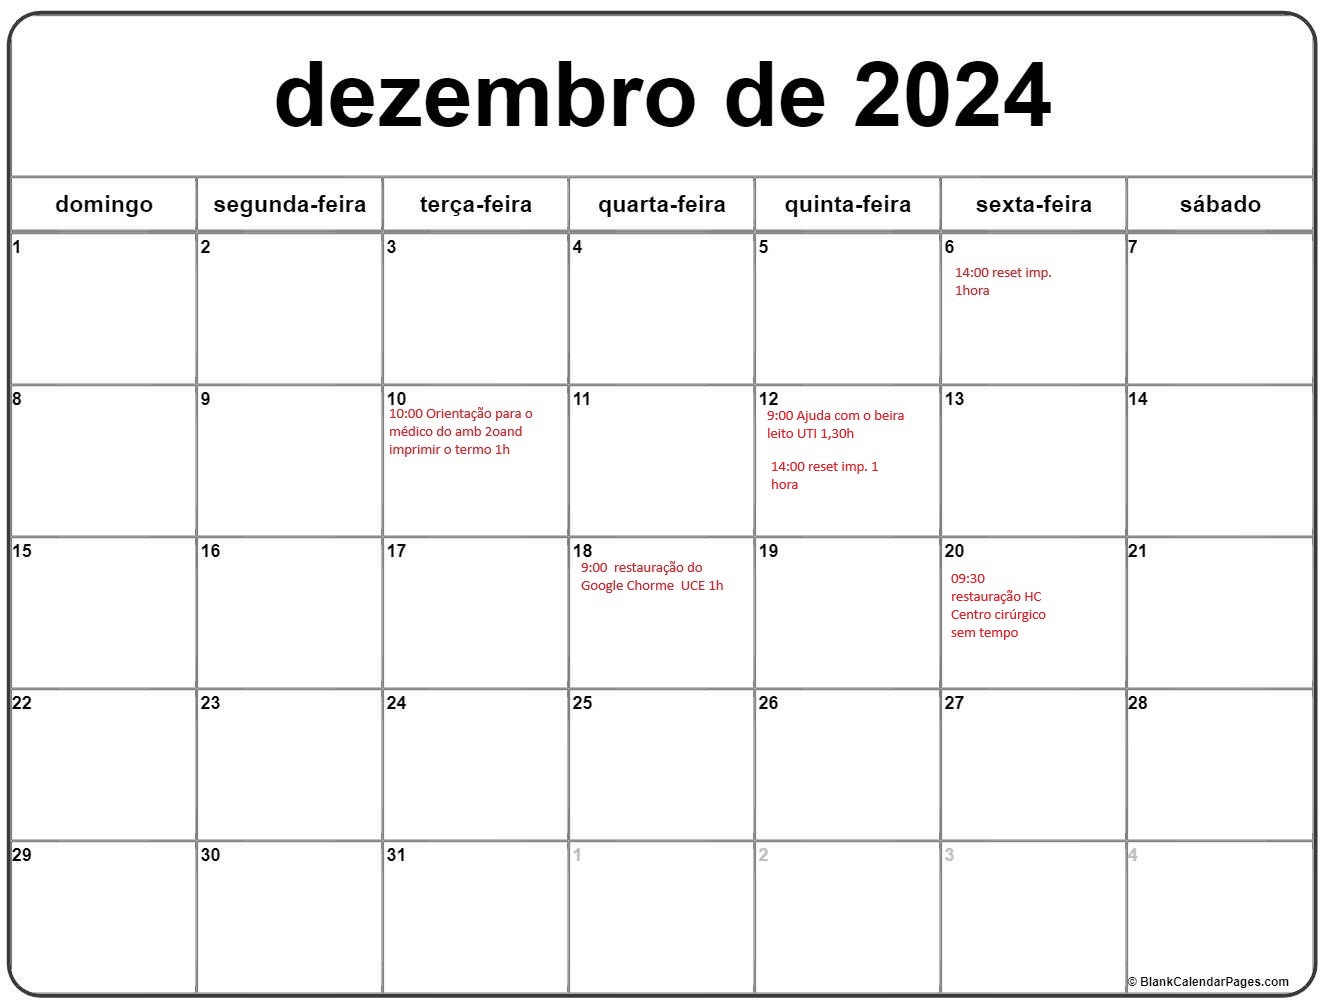 dezembro de 2024
domingo segunda-feira terça-feira quarta-feira quinta-feira sexta-feira sábado
1 2 3 4 5 6 7
14:00 reset imp.
1hora
8 9 10 11 12 13 14
10:00 Orientação para o
médico do amb 2oand
imprimir o termo 1h
9:00 Ajuda com o beira
leito UTI 1,30h
14:00 reset imp. 1
hora
15 16 17 18 19 20 21
9:00 restauração do
Google Chorme UCE 1h
09:30
restauração HC
Centro cirúrgico
sem tempo
22 23 24 25 26 27 28
29 30 31 1 2 3 4
© BlankCalendarPages.com